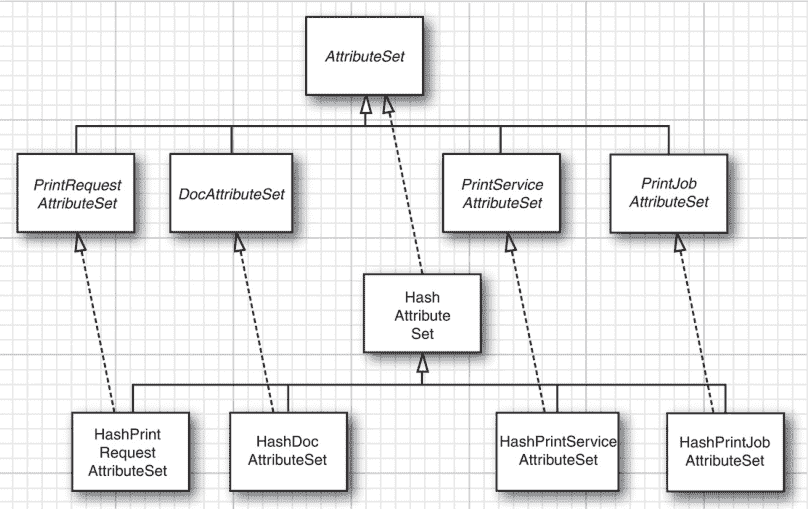 AttributeSet
PrintRequest
AttributeSet
DocAttributeSet
PrintService
AttributeSet
PrintJob
AttributeSet
Hash
Attribute
Set
HashPrint
Request
AttributeSet
HashDoc
AttributeSet
HashPrintService
AttributeSet
HashPrintJob
AttributeSet